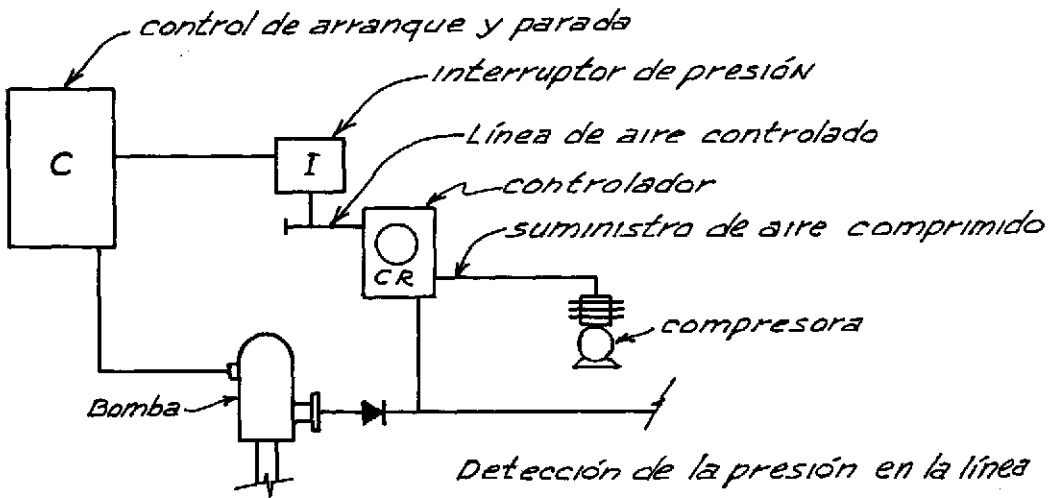 control de arranque y parada
interruptor de presión
C
I
Línea de aire controlado
controlador
suministro de aire comprimido
CR
compresora
Bomba
Detección de la presión en la línea